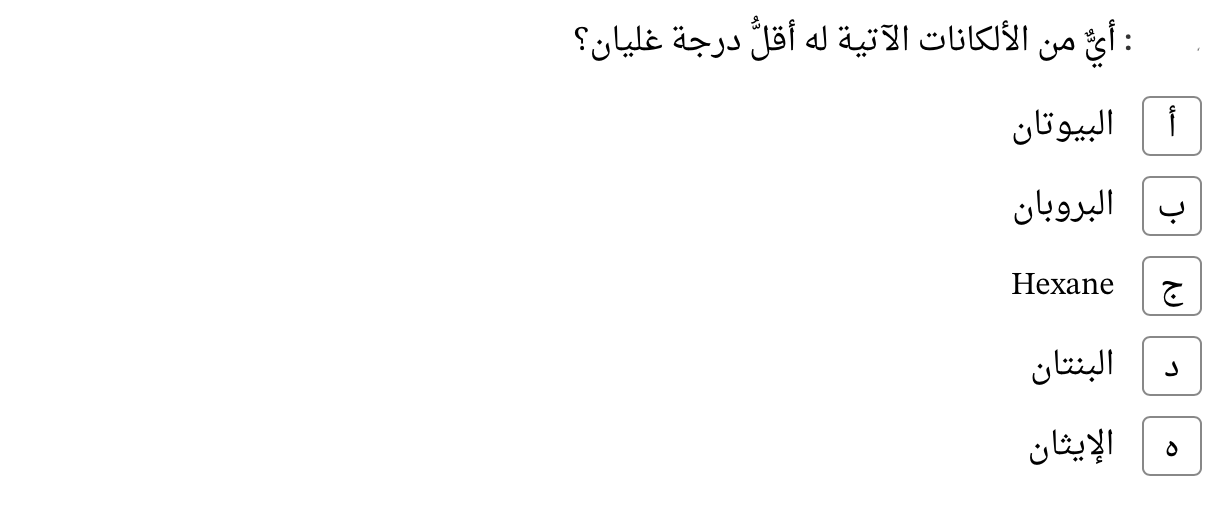 : أيٌّ من الألكانات الآتية له أقلُّ درجة غليان؟
أ البيوتان
ب البروبان
ج Hexane
د البنتان
ه الإيثان